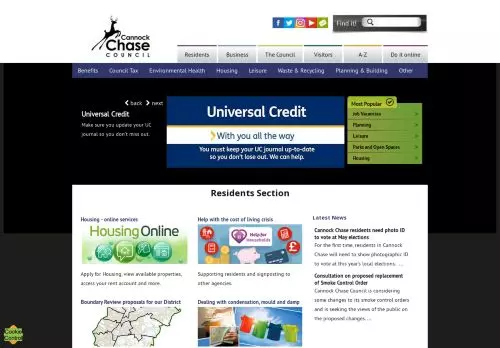 Cannock
Chase
COUNCIL
Find it!
Residents Business The Council Visitors A-Z Do it online
Benefits Council Tax Environmental Health Housing Leisure Waste & Recycling Planning & Building Other
back next
Universal Credit
Make sure you update your UC
journal so you don't miss out.
Universal Credit
With you all the way
You must keep your UC journal up-to-date
so you don't lose out. We can help.
Most Popular
Job Vacancies
Planning
Leisure
Parks and Open Spaces
Housing
Residents Section
Housing - online services
HousingOnline
Apply for Housing, view available properties,
access your rent account and more.
Boundary Review proposals for our District
Help with the cost of living crisis
Help for
Households
Supporting residents and signposting to
other agencies.
Dealing with condensation, mould and damp
Latest News
Cannock Chase residents need photo ID
to vote at May elections
For the first time, residents in Cannock
Chase will need to show photographic ID
to vote at this year's local elections. ...
Consultation on proposed replacement
of Smoke Control Order
Cannock Chase Council is considering
some changes to its smoke control orders
and is seeking the views of the public on
the proposed changes. ...
Cookie
Control